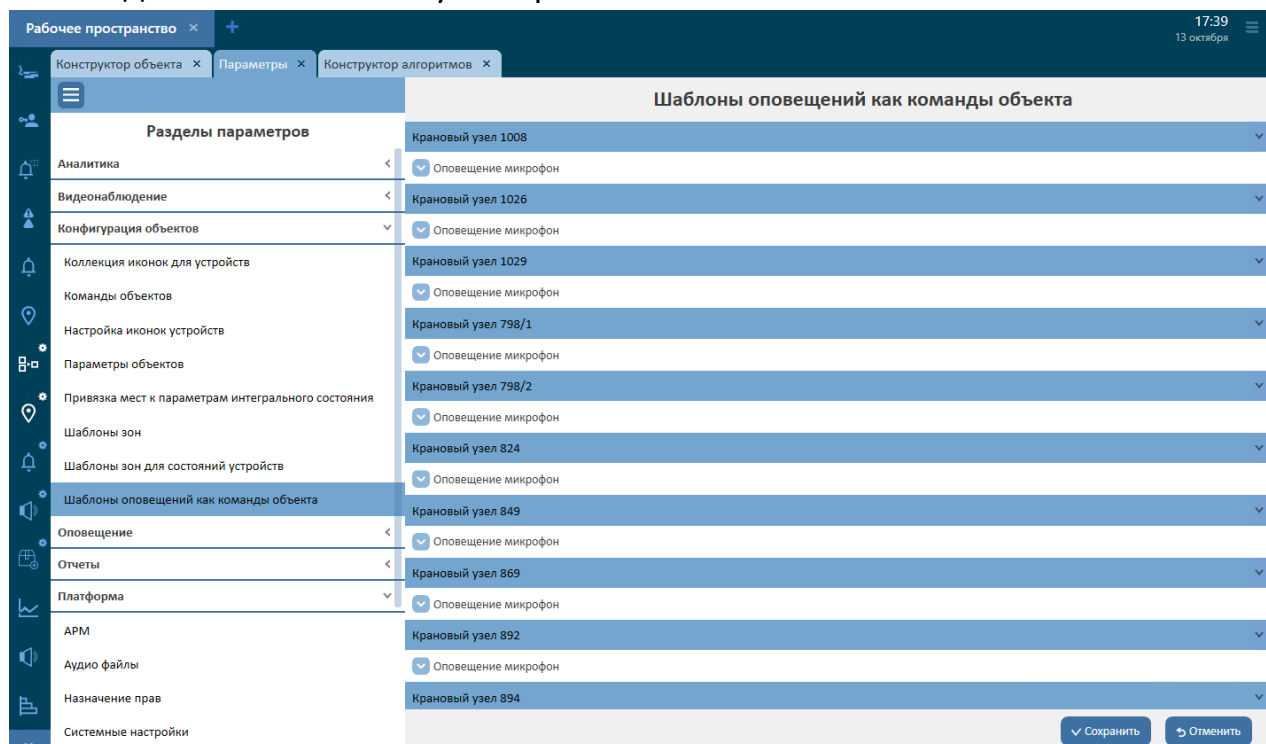 Рабочее пространство × +
17:39
13 октября
Конструктор объекта × Параметры × Конструктор алгоритмов ×
Шаблоны оповещений как команды объекта
Разделы параметров
Аналитика
Видеонаблюдение
Конфигурация объектов
Коллекция иконок для устройств
Команды объектов
Настройка иконок устройств
Параметры объектов
Привязка мест к параметрам интегрального состояния
Шаблоны зон
Шаблоны зон для состояний устройств
Шаблоны оповещений как команды объекта
Оповещение
Отчеты
Платформа
АРМ
Аудио файлы
Назначение прав
Системные настройки
Крановый узел 1008
Оповещение микрофон
Крановый узел 1026
Оповещение микрофон
Крановый узел 1029
Оповещение микрофон
Крановый узел 798/1
Оповещение микрофон
Крановый узел 798/2
Оповещение микрофон
Крановый узел 824
Оповещение микрофон
Крановый узел 849
Оповещение микрофон
Крановый узел 869
Оповещение микрофон
Крановый узел 892
Оповещение микрофон
Крановый узел 894
Сохранить
Отменить